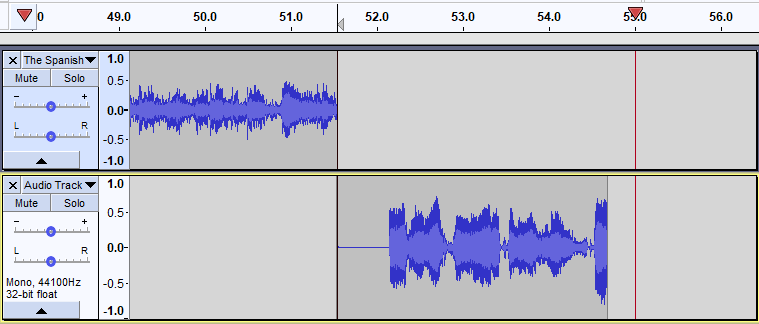 0 49.0 50.0 51.0 52.0 53.0 54.0 55.0 56.0
The Spanish
Mute Solo
- +
L R
1.0
0.5
0.0
-0.5
-1.0
Audio Track
Mute Solo
- +
L R
Mono, 44100Hz
32-bit float
1.0
0.5
0.0
-0.5
-1.0